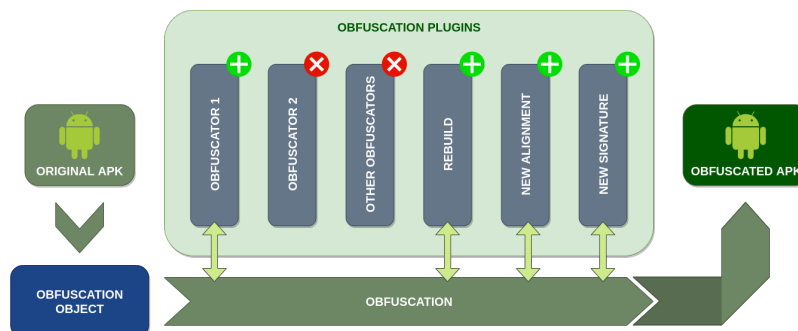 OBFUSCATION PLUGINS
OBFUSCATOR 1
OBFUSCATOR 2
OTHER OBFUSCATORS
REBUILD
NEW ALIGNMENT
NEW SIGNATURE
ORIGINAL APK
OBFUSCATED APK
OBFUSCATION
OBJECT
OBFUSCATION